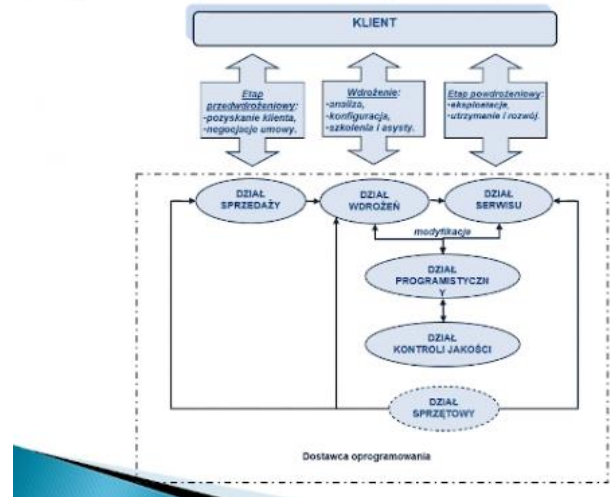 KLIENT
Etap
przedwdrożeniowy:
-pozyskanie klienta,
-negocjacje umowy.
Wdrożenie:
-analiza,
-konfiguracja,
-szkolenia i asysty.
Etap powdrożeniowy:
-eksploatacja,
-utrzymanie i rozwój.
DZIAŁ
SPRZEDAŻY
DZIAŁ
WDROŻEŃ
DZIAŁ
SERWISU
modyfikacje
DZIAŁ
PROGRAMISTYCZN
Y
DZIAŁ
KONTROLI JAKOŚCI
DZIAŁ
SPRZĘTOWY
Dostawca oprogramowania